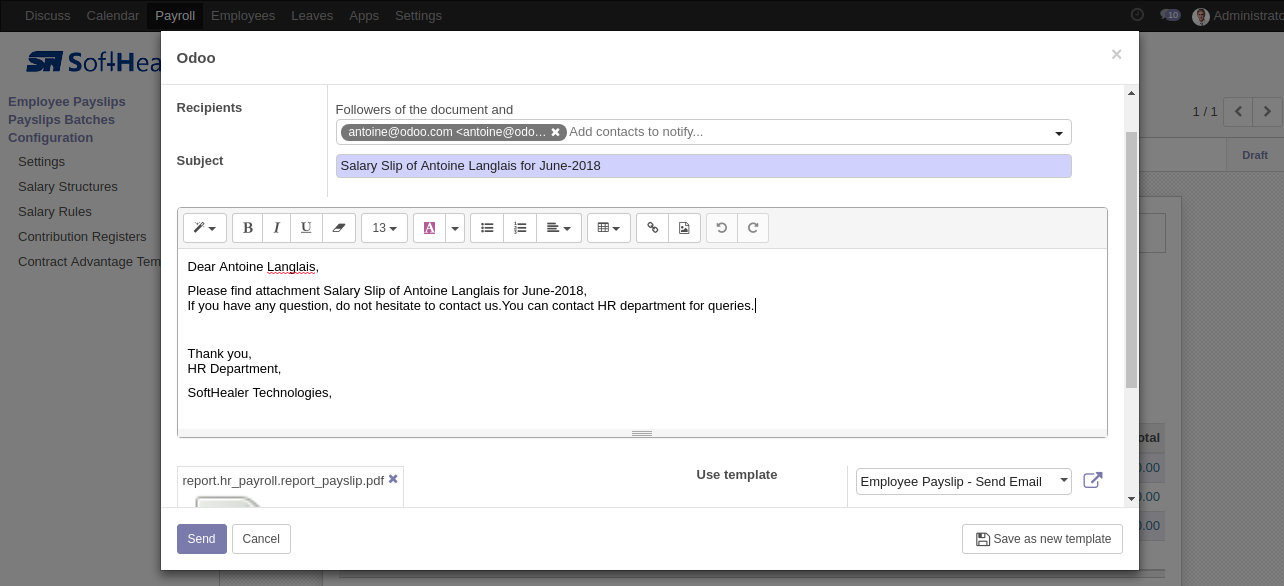 Discuss Calendar Payroll Employees Leaves Apps Settings 10 Administrato
SoftHea
Odoo ×
Employee Payslips
Payslips Batches
Configuration
Settings
Salary Structures
Salary Rules
Contribution Registers
Contract Advantage Tem
1 / 1
Draft
Recipients
Followers of the document and
antoine@odoo.com <antoine@odo... Add contacts to notify...
Subject
Salary Slip of Antoine Langlais for June-2018
B I U 13 A
Dear Antoine Langlais,
Please find attachment Salary Slip of Antoine Langlais for June-2018,
If you have any question, do not hesitate to contact us.You can contact HR department for queries.
Thank you,
HR Department,
SoftHealer Technologies,
otal
0.00
0.00
0.00
report.hr_payroll.report_payslip.pdf
Use template
Employee Payslip - Send Email
Send Cancel Save as new template